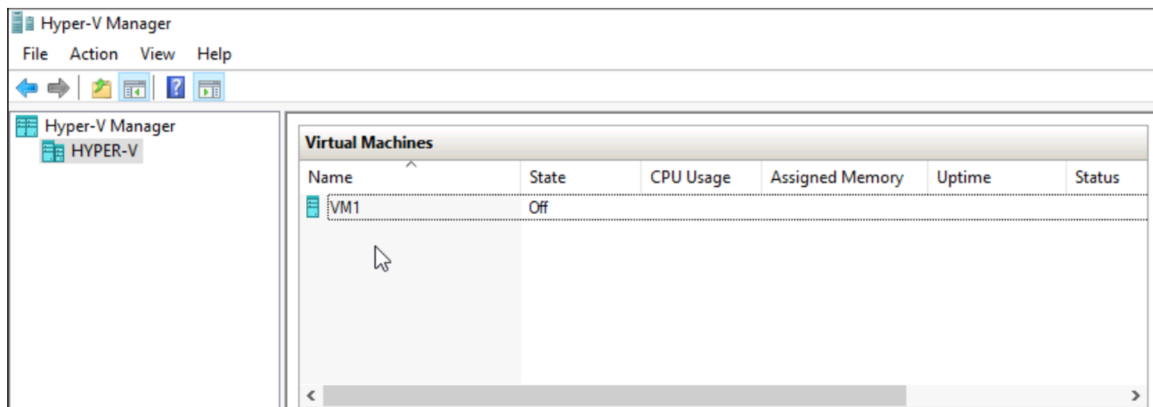 Hyper-V Manager
File Action View Help
Hyper-V Manager
HYPER-V
Virtual Machines
Name State CPU Usage Assigned Memory Uptime Status
VM1 Off